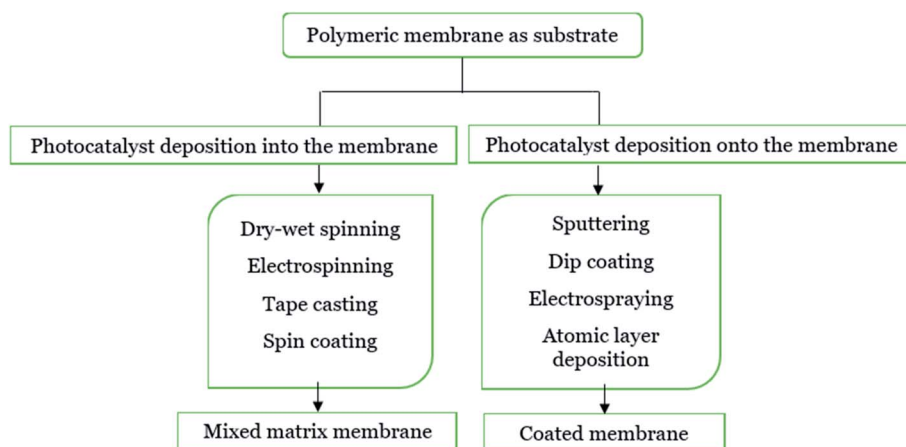 Polymeric membrane as substrate
Photocatalyst deposition into the membrane
Photocatalyst deposition onto the membrane
Dry-wet spinning
Electrospinning
Tape casting
Spin coating
Sputtering
Dip coating
Electrospraying
Atomic layer
deposition
Mixed matrix membrane
Coated membrane